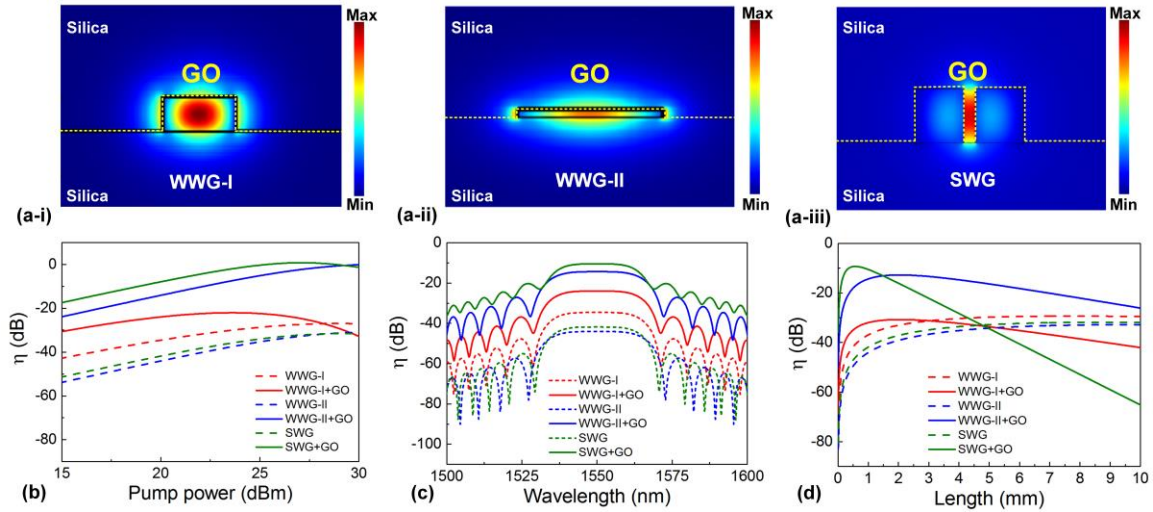 Silica
GO
WWG-I
Silica
(a-i)
Max
Min
Silica
GO
WWG-II
Silica
(a-ii)
Max
Min
Silica
GO
SWG
Silica
(a-iii)
Max
Min
η (dB)
0
-20
-40
-60
-80
15
20
25
30
Pump power (dBm)
WWG-I
WWG-I+GO
WWG-II
WWG-II+GO
SWG
SWG+GO
(b)
η (dB)
0
-20
-40
-60
-80
-100
1500
1525
1550
1575
1600
Wavelength (nm)
WWG-I
WWG-I+GO
WWG-II
WWG-II+GO
SWG
SWG+GO
(c)
η (dB)
0
-20
-40
-60
-80
0
1
2
3
4
5
6
7
8
9
10
Length (mm)
WWG-I
WWG-I+GO
WWG-II
WWG-II+GO
SWG
SWG+GO
(d)